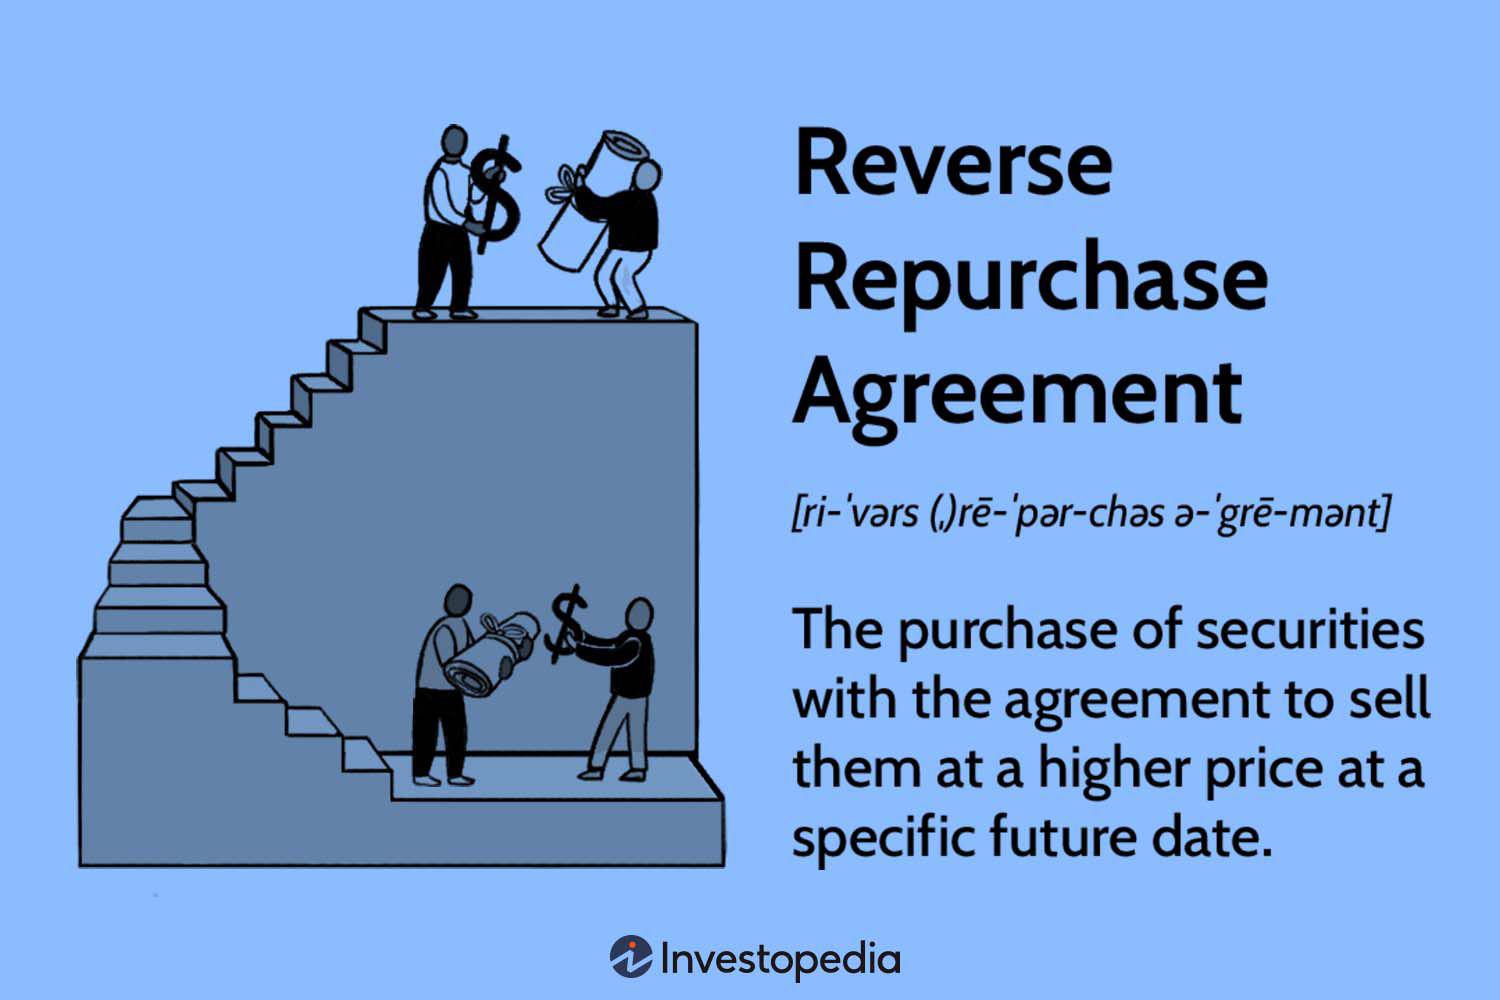 Reverse
Repurchase
Agreement
[ri-ˈvərs (ˌ)rē-ˈpər-chəs ə-ˈgrē-mənt]
The purchase of securities
with the agreement to sell
them at a higher price at a
specific future date.
Investopedia